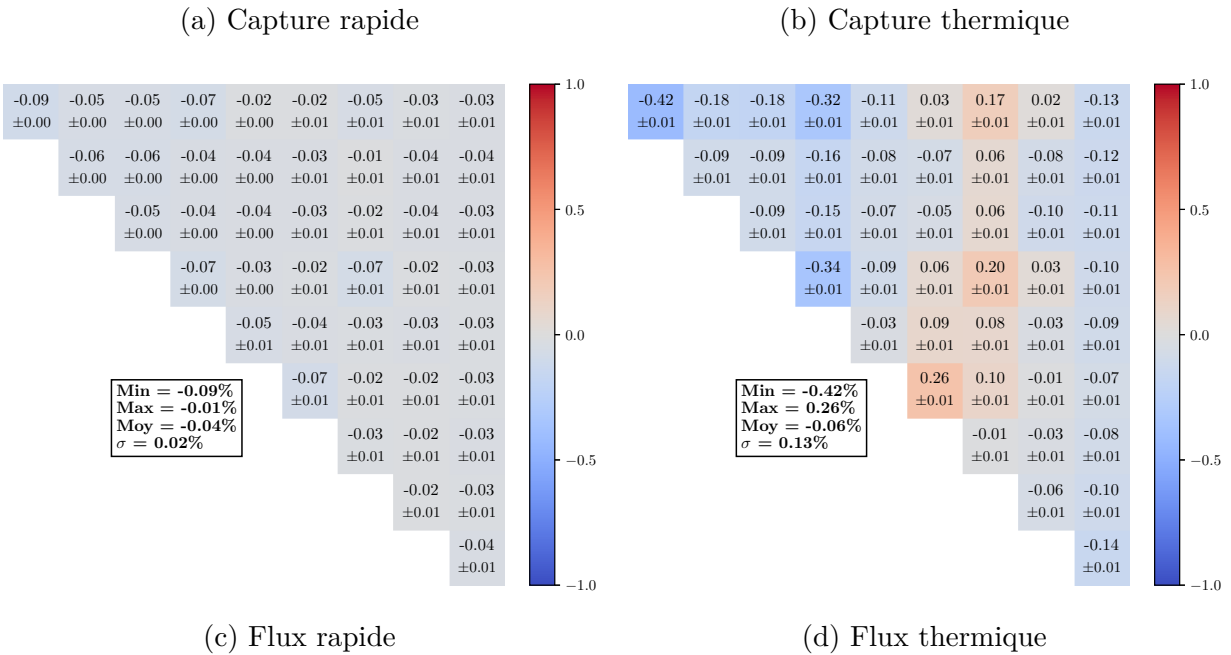 (a) Capture rapide
(b) Capture thermique
-0.09 -0.05 -0.05 -0.07 -0.02 -0.02 -0.05 -0.03 -0.03
±0.00 ±0.00 ±0.00 ±0.00 ±0.01 ±0.01 ±0.01 ±0.01 ±0.01
-0.06 -0.06 -0.04 -0.04 -0.03 -0.01 -0.04 -0.04
±0.00 ±0.00 ±0.00 ±0.00 ±0.01 ±0.01 ±0.01 ±0.01
-0.05 -0.04 -0.04 -0.03 -0.02 -0.04 -0.03
±0.00 ±0.00 ±0.00 ±0.01 ±0.01 ±0.01 ±0.01
-0.07 -0.03 -0.02 -0.07 -0.02 -0.03
±0.00 ±0.01 ±0.01 ±0.01 ±0.01 ±0.01
-0.05 -0.04 -0.03 -0.03 -0.03
±0.01 ±0.01 ±0.01 ±0.01 ±0.01
-0.07 -0.02 -0.02 -0.03
±0.01 ±0.01 ±0.01 ±0.01
-0.03 -0.02 -0.03
±0.01 ±0.01 ±0.01
-0.02 -0.03
±0.01 ±0.01
-0.04
±0.01
Min = -0.09%
Max = -0.01%
Moy = -0.04%
σ = 0.02%
1.0
0.5
0.0
−0.5
−1.0
(c) Flux rapide
-0.42 -0.18 -0.18 -0.32 -0.11 0.03 0.17 0.02 -0.13
±0.01 ±0.01 ±0.01 ±0.01 ±0.01 ±0.01 ±0.01 ±0.01 ±0.01
-0.09 -0.09 -0.16 -0.08 -0.07 0.06 -0.08 -0.12
±0.01 ±0.01 ±0.01 ±0.01 ±0.01 ±0.01 ±0.01 ±0.01
-0.09 -0.15 -0.07 -0.05 0.06 -0.10 -0.11
±0.01 ±0.01 ±0.01 ±0.01 ±0.01 ±0.01 ±0.01
-0.34 -0.09 0.06 0.20 0.03 -0.10
±0.01 ±0.01 ±0.01 ±0.01 ±0.01 ±0.01
-0.03 0.09 0.08 -0.03 -0.09
±0.01 ±0.01 ±0.01 ±0.01 ±0.01
0.26 0.10 -0.01 -0.07
±0.01 ±0.01 ±0.01 ±0.01
-0.01 -0.03 -0.08
±0.01 ±0.01 ±0.01
-0.06 -0.10
±0.01 ±0.01
-0.14
±0.01
Min = -0.42%
Max = 0.26%
Moy = -0.06%
σ = 0.13%
1.0
0.5
0.0
−0.5
−1.0
(d) Flux thermique